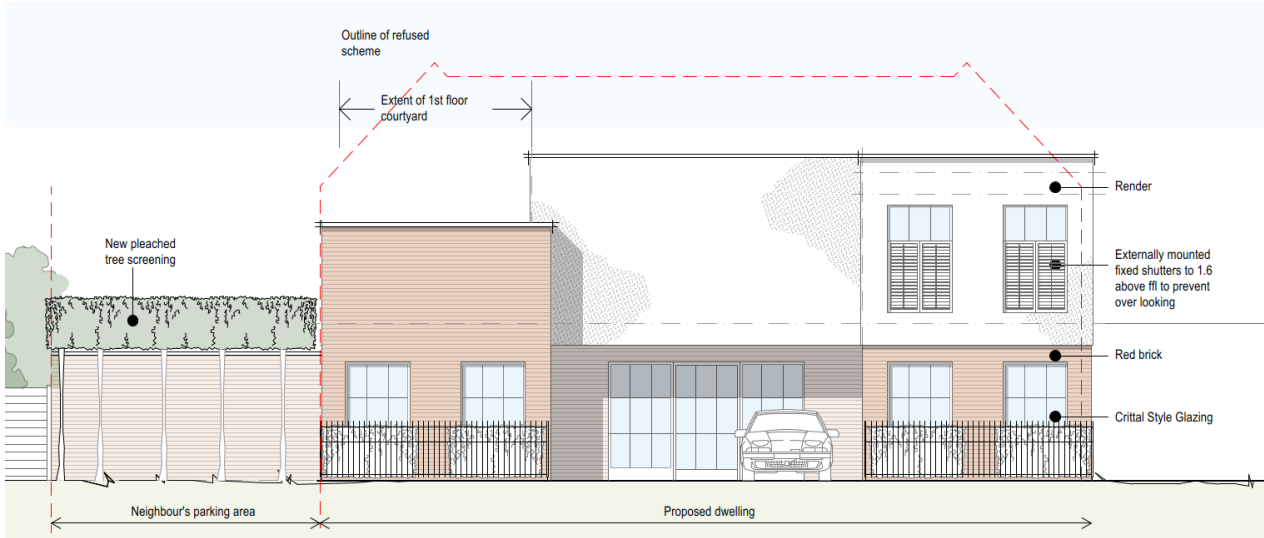 Outline of refused
scheme
Extent of 1st floor
courtyard
New pleached
tree screening
Render
Externally mounted
fixed shutters to 1.6
above ffl to prevent
over looking
Red brick
Crittal Style Glazing
Neighbour's parking area
Proposed dwelling